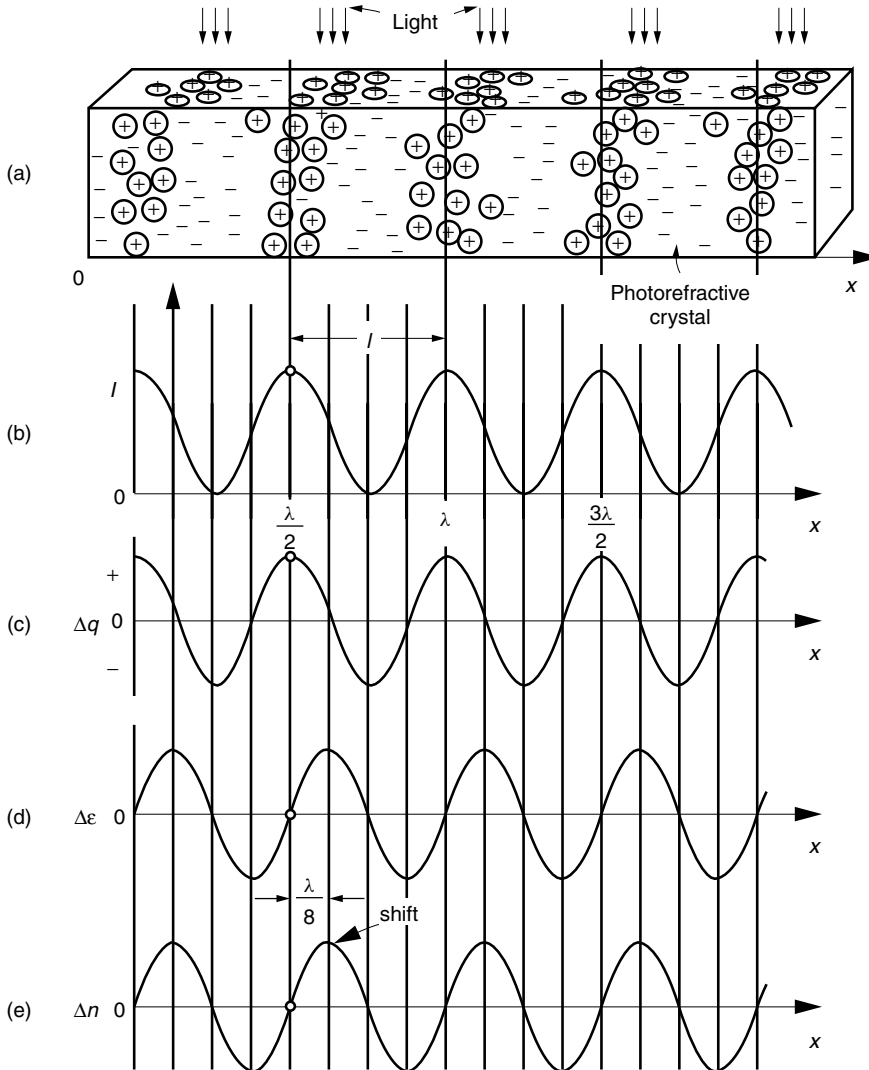 Light
(a)
0
x
Photorefractive
crystal
l
I
(b)
0
λ/2
λ
3λ/2
x
+
(c) Δq 0
x
−
(d) Δε 0
x
λ/8
shift
(e) Δn 0
x